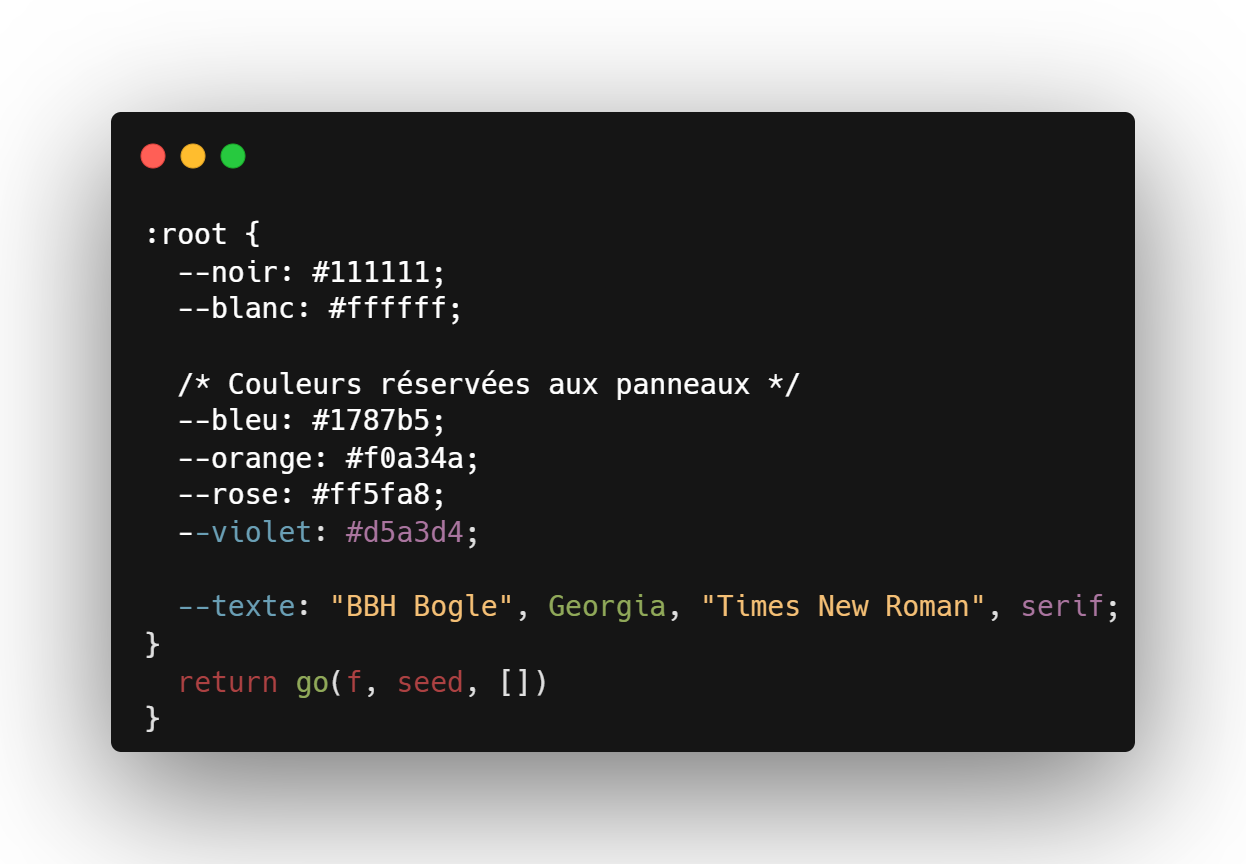 :root {
  --noir: #111111;
  --blanc: #ffffff;

  /* Couleurs réservées aux panneaux */
  --bleu: #1787b5;
  --orange: #f0a34a;
  --rose: #ff5fa8;
  --violet: #d5a3d4;

  --texte: "BBH Bogle", Georgia, "Times New Roman", serif;
}
  return go(f, seed, [])
}